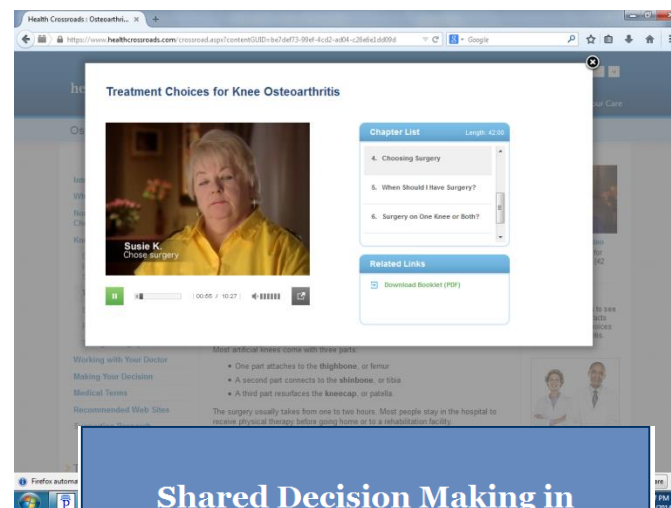 Health Crossroads : Osteoarthri... ×
https://www.healthcrossroads.com/crossroad.aspx?contentGUID=be7def73-99ef-4cd2-ad04-c26e6e1dd09d
Google
Treatment Choices for Knee Osteoarthritis
Susie K.
Chose surgery
00:55 / 10:27
Chapter List
Length: 42:00
4. Choosing Surgery
5. When Should I Have Surgery?
6. Surgery on One Knee or Both?
Related Links
Download Booklet (PDF)
Working with Your Doctor
Making Your Decision
Medical Terms
Recommended Web Sites
Most artificial knees come with three parts.
One part attaches to the thighbone, or femur
A second part connects to the shinbone, or tibia
A third part resurfaces the kneecap, or patella.
The surgery usually takes from one to two hours. Most people stay in the hospital to
receive physical therapy before going home or to a rehabilitation facility.
Shared Decision Making in